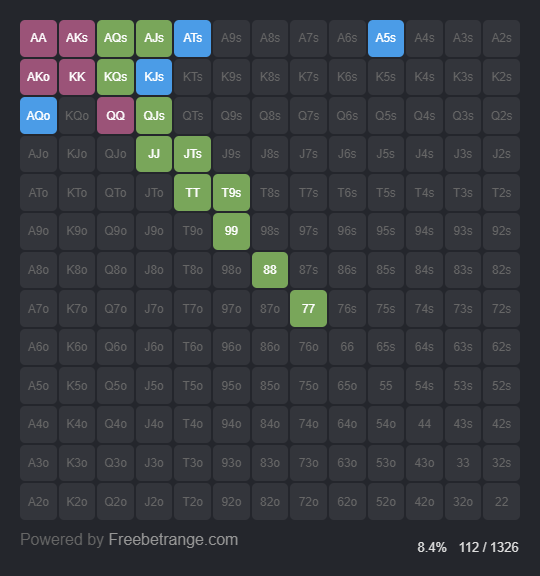 AA AKs AQs AJs ATs A9s A8s A7s A6s A5s A4s A3s A2s
AKo KK KQs KJs KTs K9s K8s K7s K6s K5s K4s K3s K2s
AQo KQo QQ QJs QTs Q9s Q8s Q7s Q6s Q5s Q4s Q3s Q2s
AJo KJo QJo JJ JTs J9s J8s J7s J6s J5s J4s J3s J2s
ATo KTo QTo JTo TT T9s T8s T7s T6s T5s T4s T3s T2s
A9o K9o Q9o J9o T9o 99 98s 97s 96s 95s 94s 93s 92s
A8o K8o Q8o J8o T8o 98o 88 87s 86s 85s 84s 83s 82s
A7o K7o Q7o J7o T7o 97o 87o 77 76s 75s 74s 73s 72s
A6o K6o Q6o J6o T6o 96o 86o 76o 66 65s 64s 63s 62s
A5o K5o Q5o J5o T5o 95o 85o 75o 65o 55 54s 53s 52s
A4o K4o Q4o J4o T4o 94o 84o 74o 64o 54o 44 43s 42s
A3o K3o Q3o J3o T3o 93o 83o 73o 63o 53o 43o 33 32s
A2o K2o Q2o J2o T2o 92o 82o 72o 62o 52o 42o 32o 22
Powered by Freebetrange.com
8.4% 112 / 1326